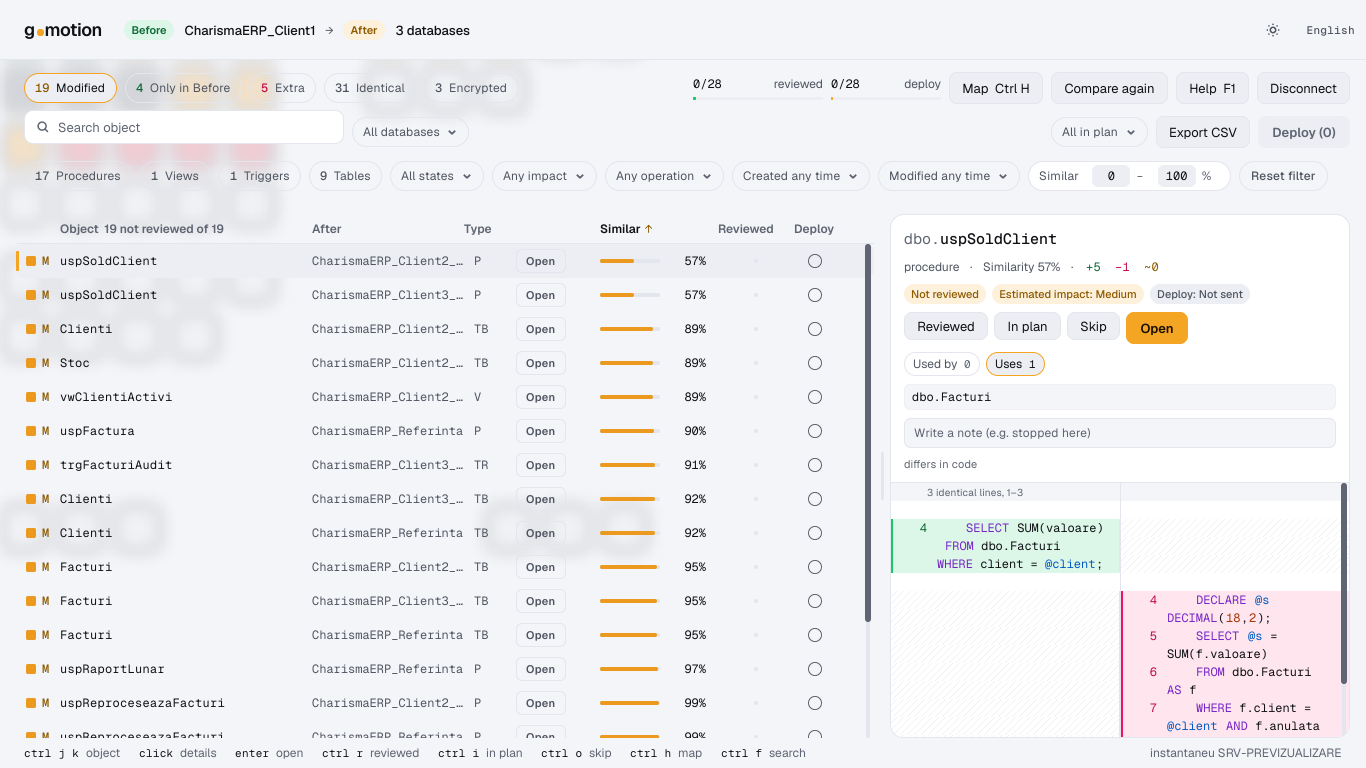 g●motion Before CharismaERP_Client1 → After 3 databases English
19 Modified 4 Only in Before 5 Extra 31 Identical 3 Encrypted 0/28 reviewed 0/28 deploy Map Ctrl H Compare again Help F1 Disconnect
Search object All databases All in plan Export CSV Deploy (0)
17 Procedures 1 Views 1 Triggers 9 Tables All states Any impact Any operation Created any time Modified any time Similar 0 – 100 % Reset filter
Object 19 not reviewed of 19 After Type Similar ↑ Reviewed Deploy
M uspSoldClient CharismaERP_Client2_… P Open 57%
M uspSoldClient CharismaERP_Client3_… P Open 57%
M Clienti CharismaERP_Client2_… TB Open 89%
M Stoc CharismaERP_Client2_… TB Open 89%
M vwClientiActivi CharismaERP_Client2_… V Open 89%
M uspFactura CharismaERP_Referinta P Open 90%
M trgFacturiAudit CharismaERP_Client3_… TR Open 91%
M Clienti CharismaERP_Client3_… TB Open 92%
M Clienti CharismaERP_Referinta TB Open 92%
M Facturi CharismaERP_Client2_… TB Open 95%
M Facturi CharismaERP_Client3_… TB Open 95%
M Facturi CharismaERP_Referinta TB Open 95%
M uspRaportLunar CharismaERP_Referinta P Open 97%
M uspReproceseazaFacturi CharismaERP_Client2_… P Open 99%
M uspReproceseazaFacturi CharismaERP_Client3_… P Open 99%
dbo.uspSoldClient
procedure · Similarity 57% · +5 −1 ~0
Not reviewed Estimated impact: Medium Deploy: Not sent
Reviewed In plan Skip Open
Used by 0 Uses 1
dbo.Facturi
Write a note (e.g. stopped here)
differs in code
3 identical lines, 1–3
4 SELECT SUM(valoare)
FROM dbo.Facturi
WHERE client = @client;
4 DECLARE @s
DECIMAL(18,2);
5 SELECT @s =
SUM(f.valoare)
6 FROM dbo.Facturi
AS f
7 WHERE f.client =
@client AND f.anulata
ctrl j k object click details enter open ctrl r reviewed ctrl i in plan ctrl o skip ctrl h map ctrl f search instantaneu SRV-PREVIZUALIZARE